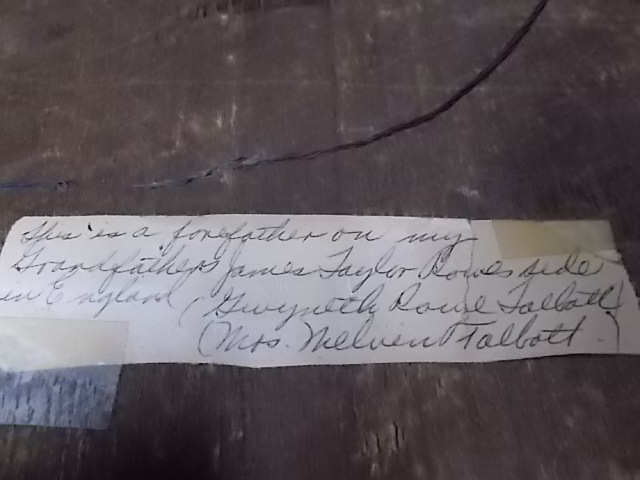 This is a forefather on my
Grandfathers James Taylor Rowes side
in England (Gwyneth Rowe Talbott)
(Mrs. Melvin Talbott)